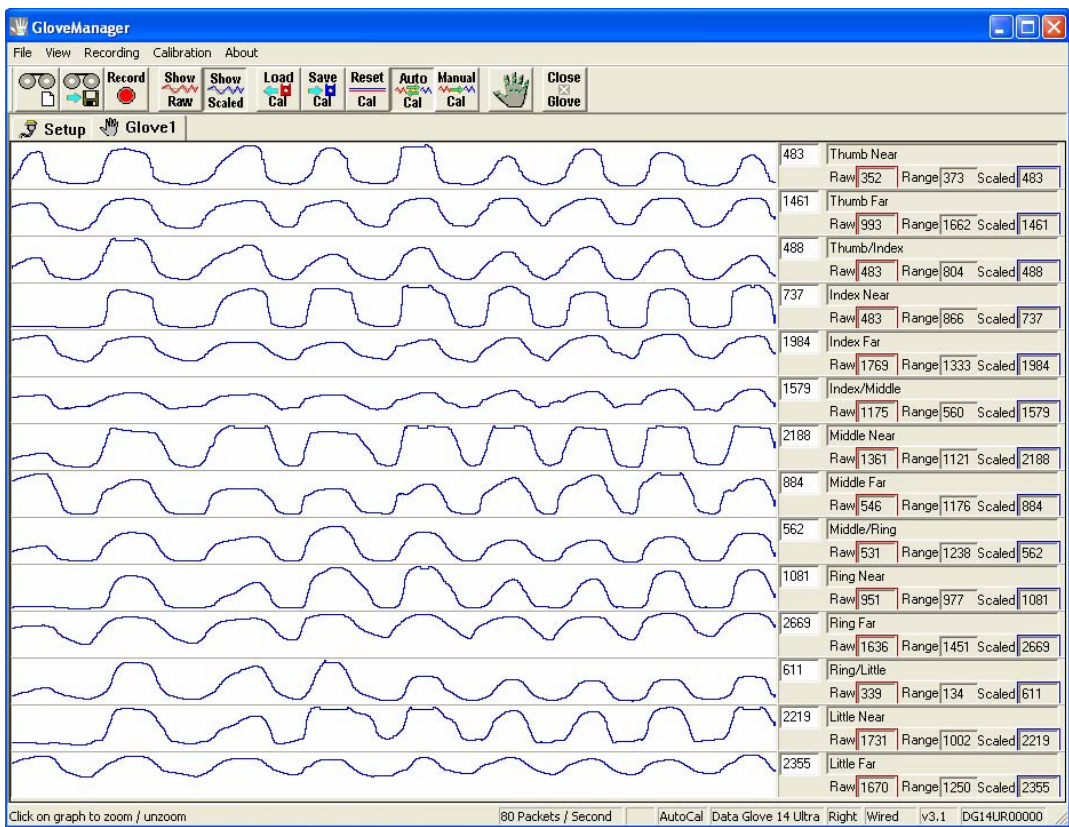 GloveManager
File View Recording Calibration About
Record Show Raw Show Scaled Load Cal Save Cal Reset Cal Auto Cal Manual Cal Close Glove
Setup Glove1
483 Thumb Near
Raw 352 Range 373 Scaled 483
1461 Thumb Far
Raw 993 Range 1662 Scaled 1461
488 Thumb/Index
Raw 483 Range 804 Scaled 488
737 Index Near
Raw 483 Range 866 Scaled 737
1984 Index Far
Raw 1769 Range 1333 Scaled 1984
1579 Index/Middle
Raw 1175 Range 560 Scaled 1579
2188 Middle Near
Raw 1361 Range 1121 Scaled 2188
884 Middle Far
Raw 546 Range 1176 Scaled 884
562 Middle/Ring
Raw 531 Range 1238 Scaled 562
1081 Ring Near
Raw 951 Range 977 Scaled 1081
2669 Ring Far
Raw 1636 Range 1451 Scaled 2669
611 Ring/Little
Raw 339 Range 134 Scaled 611
2219 Little Near
Raw 1731 Range 1002 Scaled 2219
2355 Little Far
Raw 1670 Range 1250 Scaled 2355
Click on graph to zoom / unzoom 80 Packets / Second AutoCal Data Glove 14 Ultra Right Wired v3.1 DG14UR00000